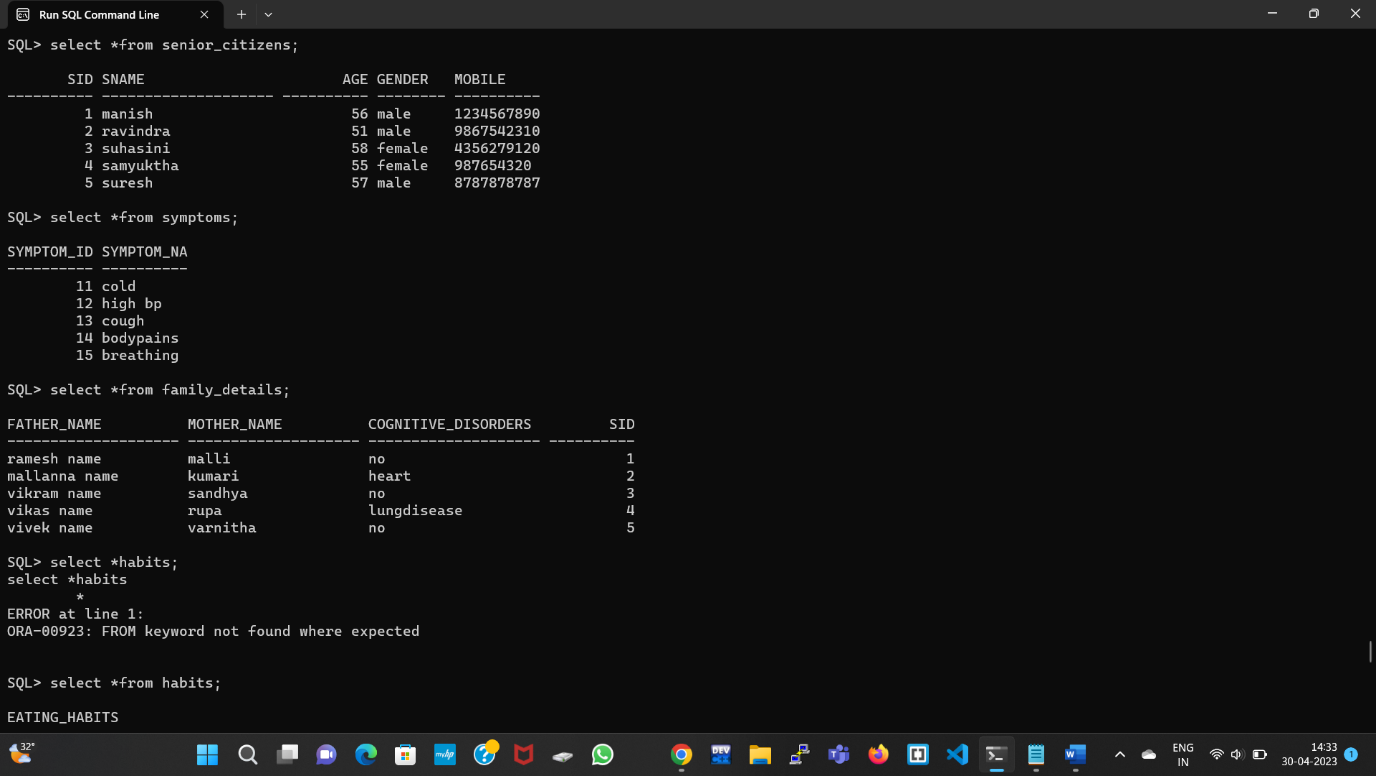 Run SQL Command Line
SQL> select *from senior_citizens;
       SID SNAME                       AGE GENDER   MOBILE
---------- -------------------- ---------- -------- ----------
         1 manish                       56 male     1234567890
         2 ravindra                     51 male     9867542310
         3 suhasini                     58 female   4356279120
         4 samyuktha                    55 female   987654320
         5 suresh                       57 male     8787878787
SQL> select *from symptoms;
SYMPTOM_ID SYMPTOM_NA
---------- ----------
        11 cold
        12 high bp
        13 cough
        14 bodypains
        15 breathing
SQL> select *from family_details;
FATHER_NAME          MOTHER_NAME          COGNITIVE_DISORDERS         SID
-------------------- -------------------- -------------------- ----------
ramesh name          malli                no                            1
mallanna name        kumari               heart                         2
vikram name          sandhya              no                            3
vikas name           rupa                 lungdisease                   4
vivek name           varnitha             no                            5
SQL> select *habits;
select *habits
        *
ERROR at line 1:
ORA-00923: FROM keyword not found where expected
SQL> select *from habits;
EATING_HABITS
32°
myHP
DEV
ENG
IN
14:33
30-04-2023
1